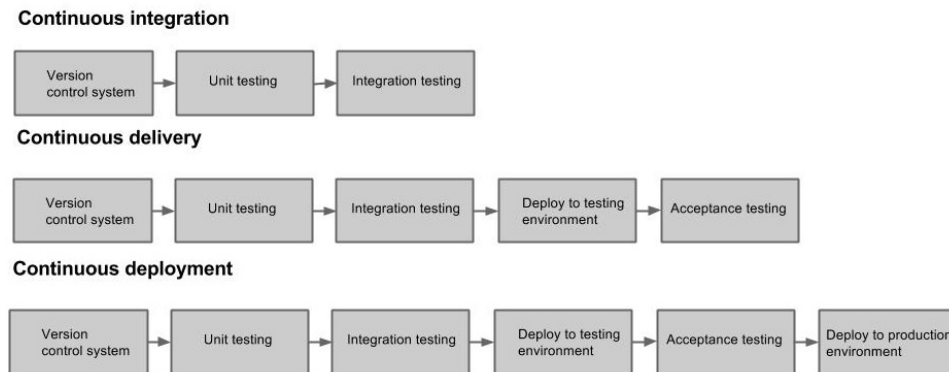 Continuous integration
Version
control system
Unit testing
Integration testing
Continuous delivery
Version
control system
Unit testing
Integration testing
Deploy to testing
environment
Acceptance testing
Continuous deployment
Version
control system
Unit testing
Integration testing
Deploy to testing
environment
Acceptance testing
Deploy to production
environment